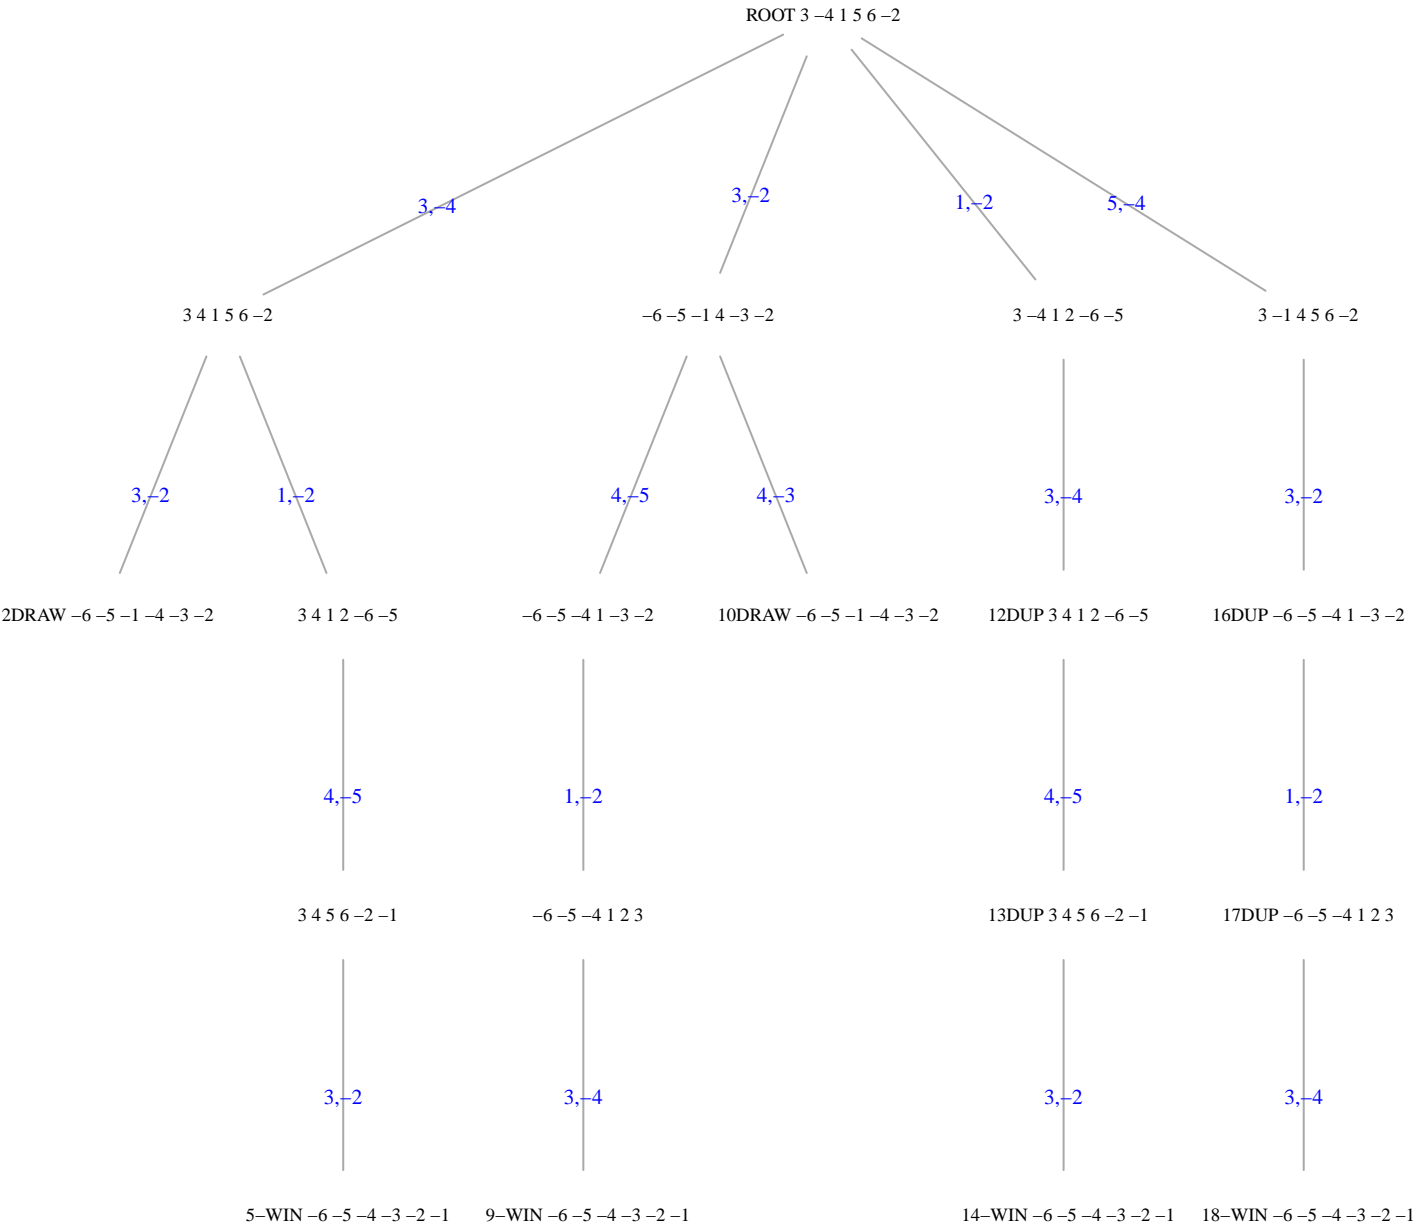 ROOT 3 –4 1 5 6 –2
3,–4
3,–2
1,–2
5,–4
3 4 1 5 6 –2
–6 –5 –1 4 –3 –2
3 –4 1 2 –6 –5
3 –1 4 5 6 –2
3,–2
1,–2
4,–5
4,–3
3,–4
3,–2
2DRAW –6 –5 –1 –4 –3 –2
3 4 1 2 –6 –5
–6 –5 –4 1 –3 –2
10DRAW –6 –5 –1 –4 –3 –2
12DUP 3 4 1 2 –6 –5
16DUP –6 –5 –4 1 –3 –2
4,–5
1,–2
4,–5
1,–2
3 4 5 6 –2 –1
–6 –5 –4 1 2 3
13DUP 3 4 5 6 –2 –1
17DUP –6 –5 –4 1 2 3
3,–2
3,–4
3,–2
3,–4
5–WIN –6 –5 –4 –3 –2 –1
9–WIN –6 –5 –4 –3 –2 –1
14–WIN –6 –5 –4 –3 –2 –1
18–WIN –6 –5 –4 –3 –2 –1